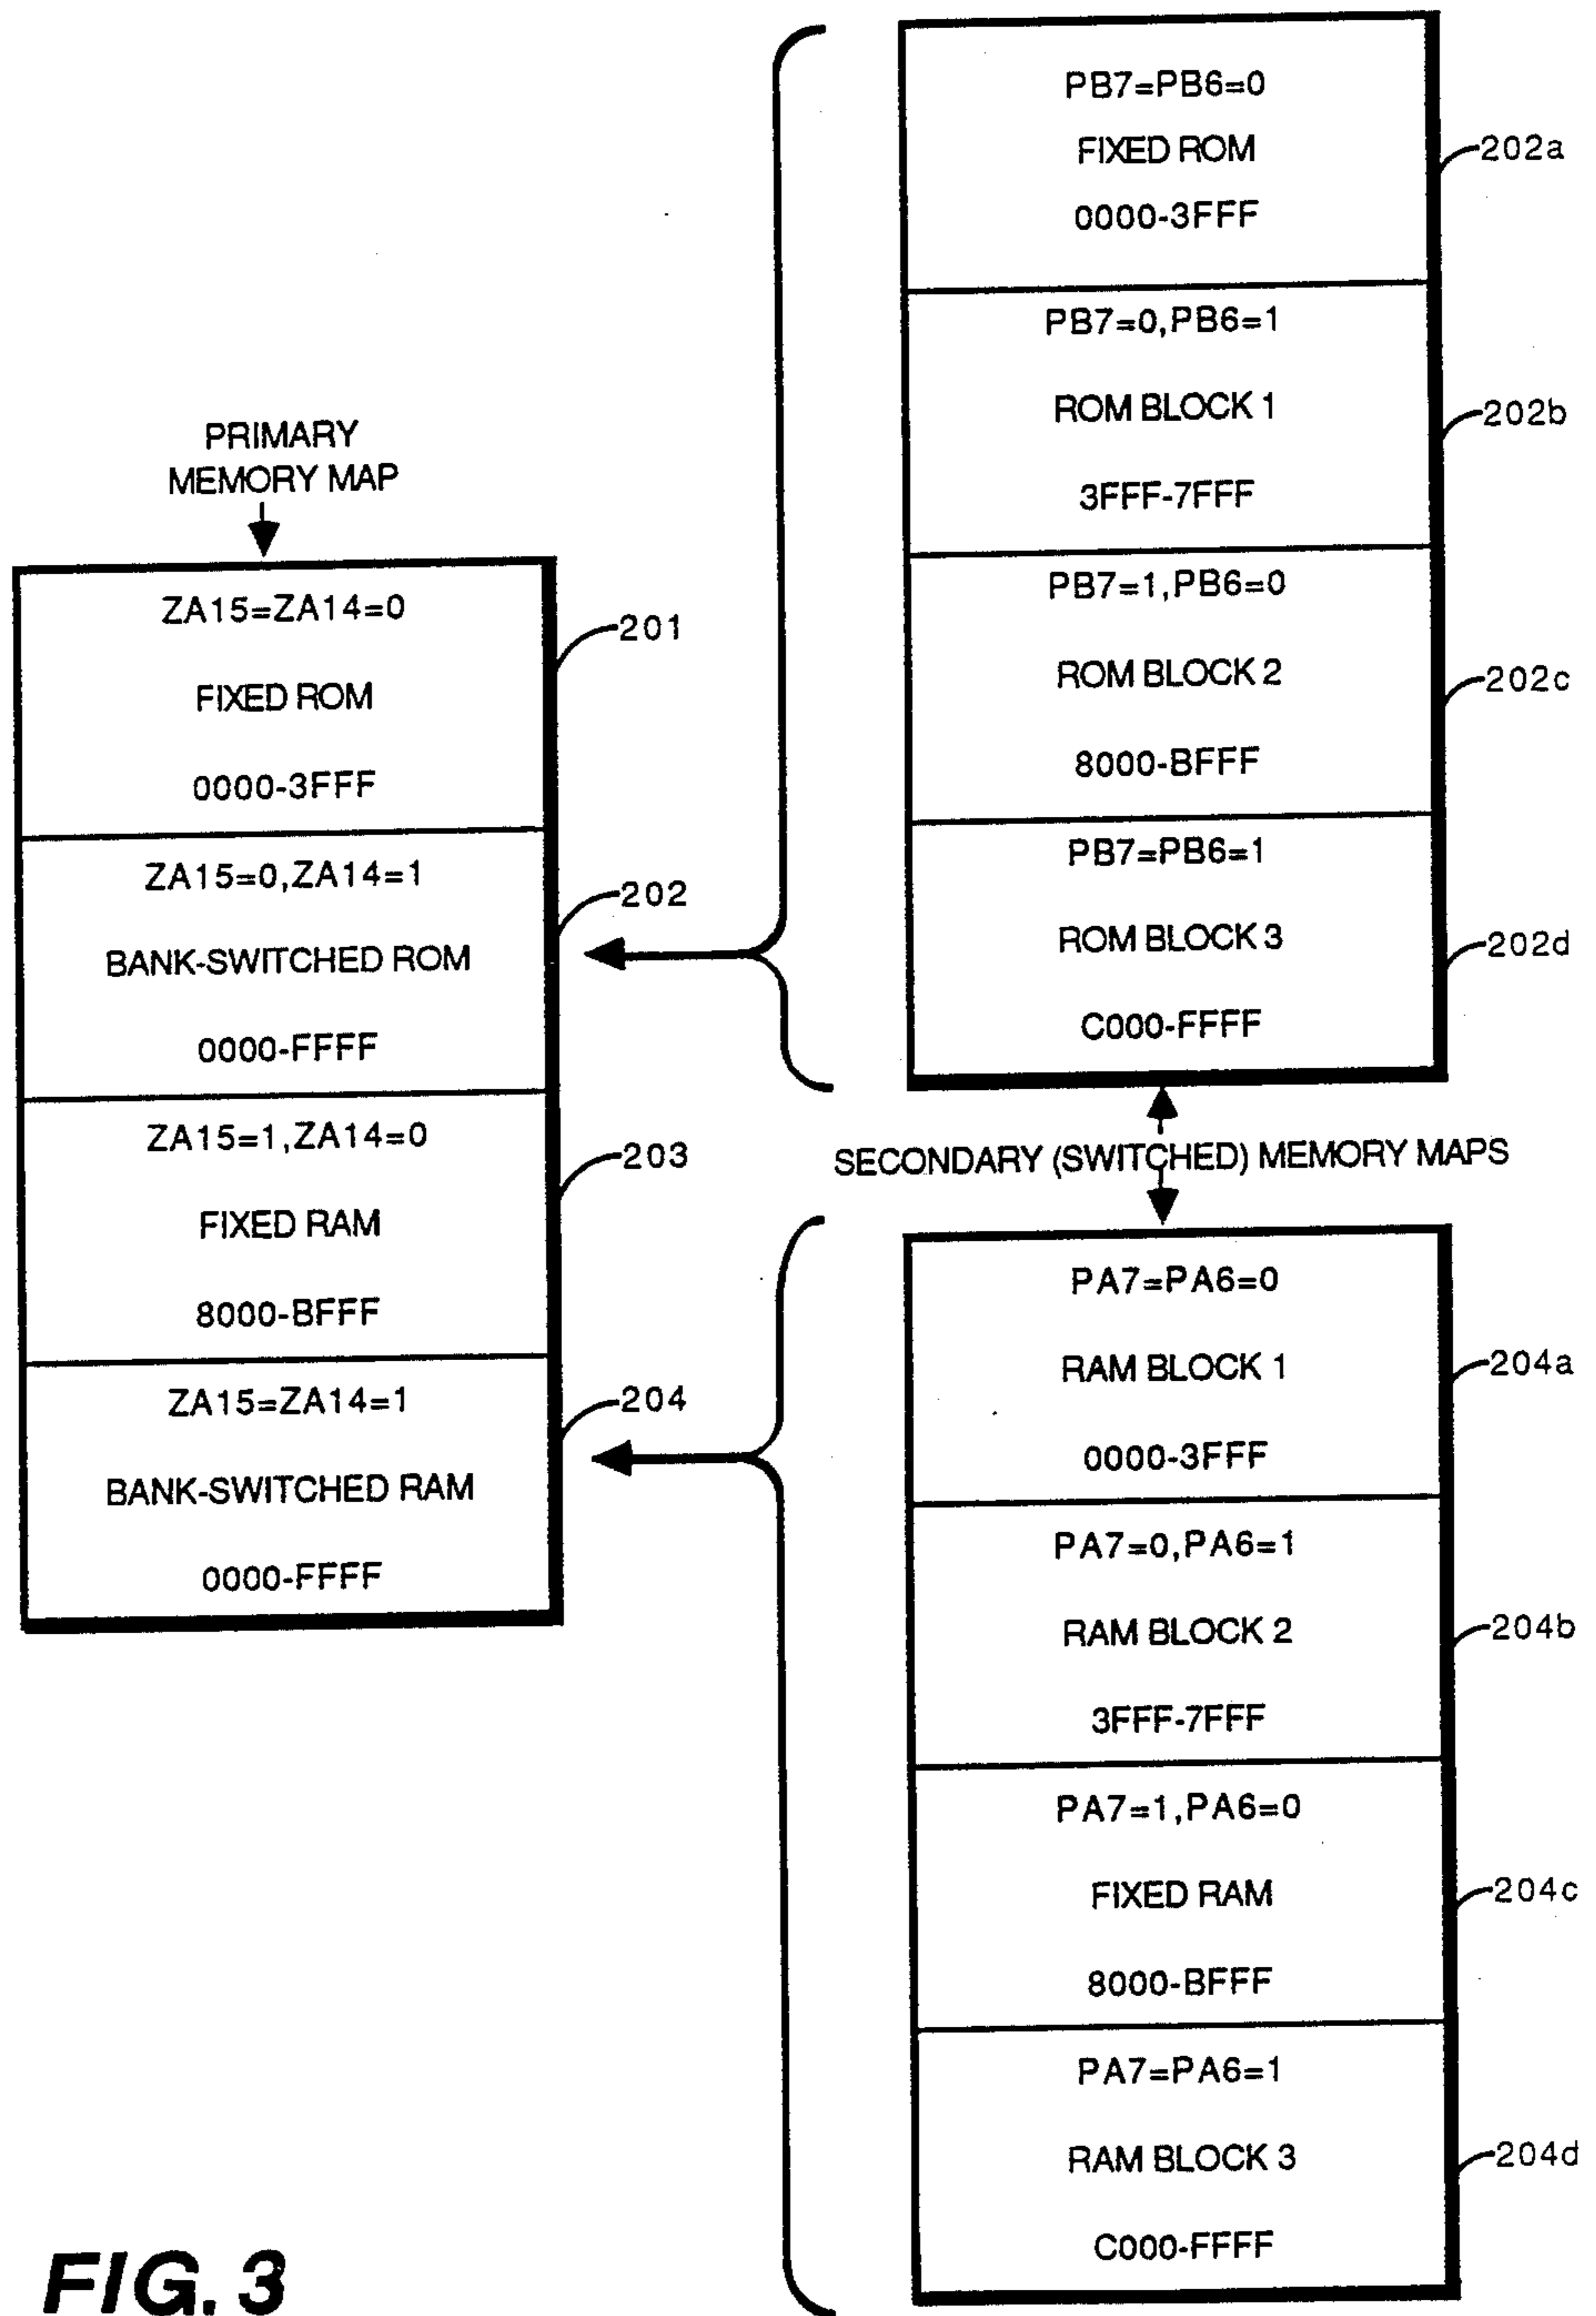 PRIMARY
MEMORY MAP
ZA15=ZA14=0
FIXED ROM
0000-3FFF
201
ZA15=0,ZA14=1
BANK-SWITCHED ROM
0000-FFFF
202
ZA15=1,ZA14=0
FIXED RAM
8000-BFFF
203
ZA15=ZA14=1
BANK-SWITCHED RAM
0000-FFFF
204
PB7=PB6=0
FIXED ROM
0000-3FFF
202a
PB7=0,PB6=1
ROM BLOCK 1
3FFF-7FFF
202b
PB7=1,PB6=0
ROM BLOCK 2
8000-BFFF
202c
PB7=PB6=1
ROM BLOCK 3
C000-FFFF
202d
SECONDARY (SWITCHED) MEMORY MAPS
PA7=PA6=0
RAM BLOCK 1
0000-3FFF
204a
PA7=0,PA6=1
RAM BLOCK 2
3FFF-7FFF
204b
PA7=1,PA6=0
FIXED RAM
8000-BFFF
204c
PA7=PA6=1
RAM BLOCK 3
C000-FFFF
204d
FIG. 3